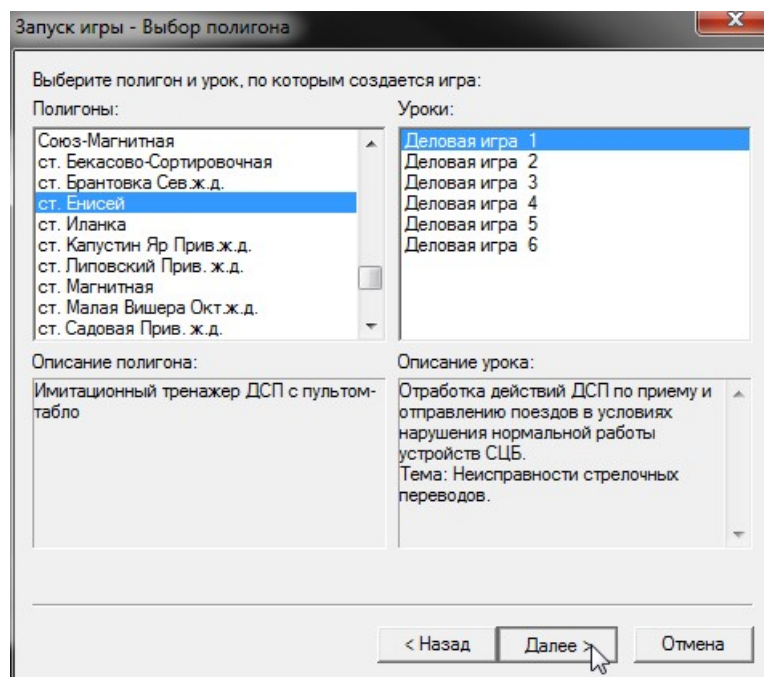 Запуск игры - Выбор полигона
Выберите полигон и урок, по которым создается игра:
Полигоны:
Союз-Магнитная
ст. Бекасово-Сортировочная
ст. Брантовка Сев.ж.д.
ст. Енисей
ст. Иланка
ст. Капустин Яр Прив.ж.д.
ст. Липовский Прив. ж.д.
ст. Магнитная
ст. Малая Вишера Окт.ж.д.
ст. Садовая Прив. ж.д.
Уроки:
Деловая игра 1
Деловая игра 2
Деловая игра 3
Деловая игра 4
Деловая игра 5
Деловая игра 6
Описание полигона:
Имитационный тренажер ДСП с пультом-
табло
Описание урока:
Отработка действий ДСП по приему и
отправлению поездов в условиях
нарушения нормальной работы
устройств СЦБ.
Тема: Неисправности стрелочных
переводов.
< Назад
Далее >
Отмена